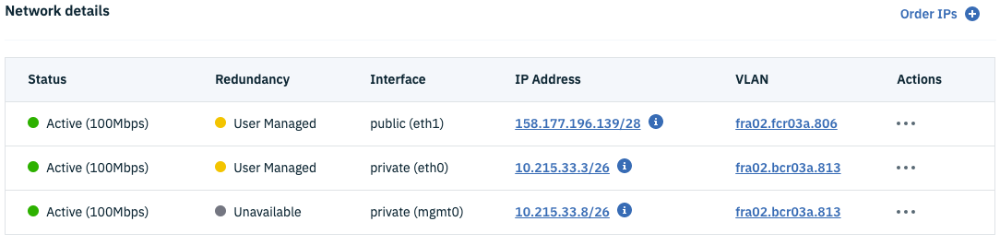 Network details
Order IPs
Status Redundancy Interface IP Address VLAN Actions
Active (100Mbps) User Managed public (eth1) 158.177.196.139/28 fra02.fcr03a.806
Active (100Mbps) User Managed private (eth0) 10.215.33.3/26 fra02.bcr03a.813
Active (100Mbps) Unavailable private (mgmt0) 10.215.33.8/26 fra02.bcr03a.813